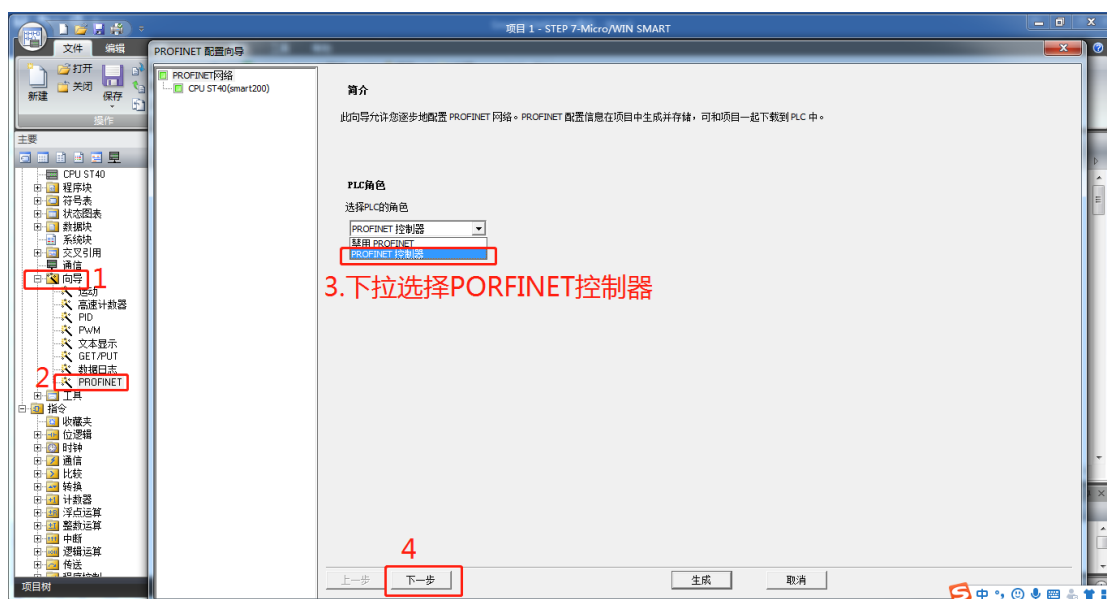 项目 1 - STEP 7-Micro/WIN SMART
文件
编辑
打开
关闭
新建
保存
操作
主要
CPU ST40
程序块
符号表
状态图表
数据块
系统块
交叉引用
通信
向导
1
运动
高速计数器
PID
PWM
文本显示
GET/PUT
数据日志
2
PROFINET
工具
指令
收藏夹
位逻辑
时钟
通信
比较
转换
计数器
浮点运算
整数运算
中断
逻辑运算
传送
程序控制
项目树
PROFINET 配置向导
PROFINET网络
CPU ST40(smart200)
简介
此向导允许您逐步地配置 PROFINET 网络。PROFINET 配置信息在项目中生成并存储，可和项目一起下载到 PLC 中。
PLC角色
选择PLC的角色
PROFINET 控制器
禁用 PROFINET
PROFINET 控制器
3.下拉选择PORFINET控制器
4
上一步
下一步
生成
取消
中